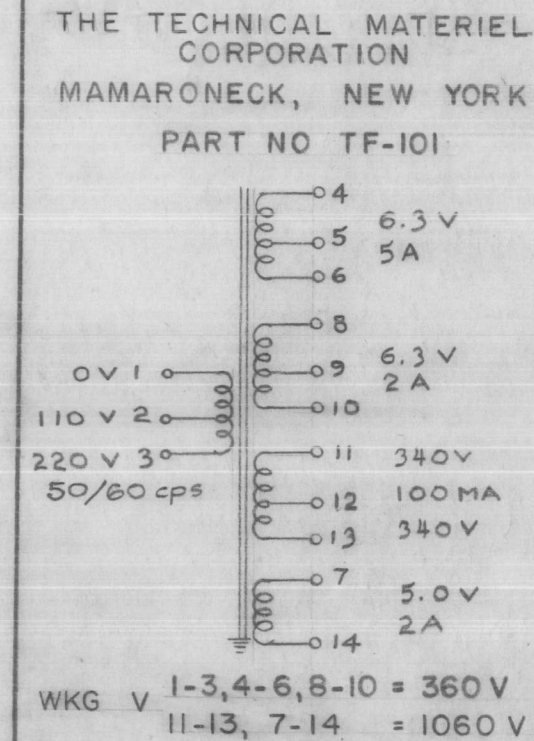 THE TECHNICAL MATERIEL
CORPORATION
MAMARONECK, NEW YORK
PART NO TF-101
4
5
6
6.3 V
5 A
8
9
10
6.3 V
2 A
0 V 1
110 V 2
220 V 3
50/60 cps
11 340V
12 100 MA
13 340 V
7
14
5.0 V
2A
WKG V 1-3,4-6,8-10 = 360 V
11-13, 7-14 = 1060 V